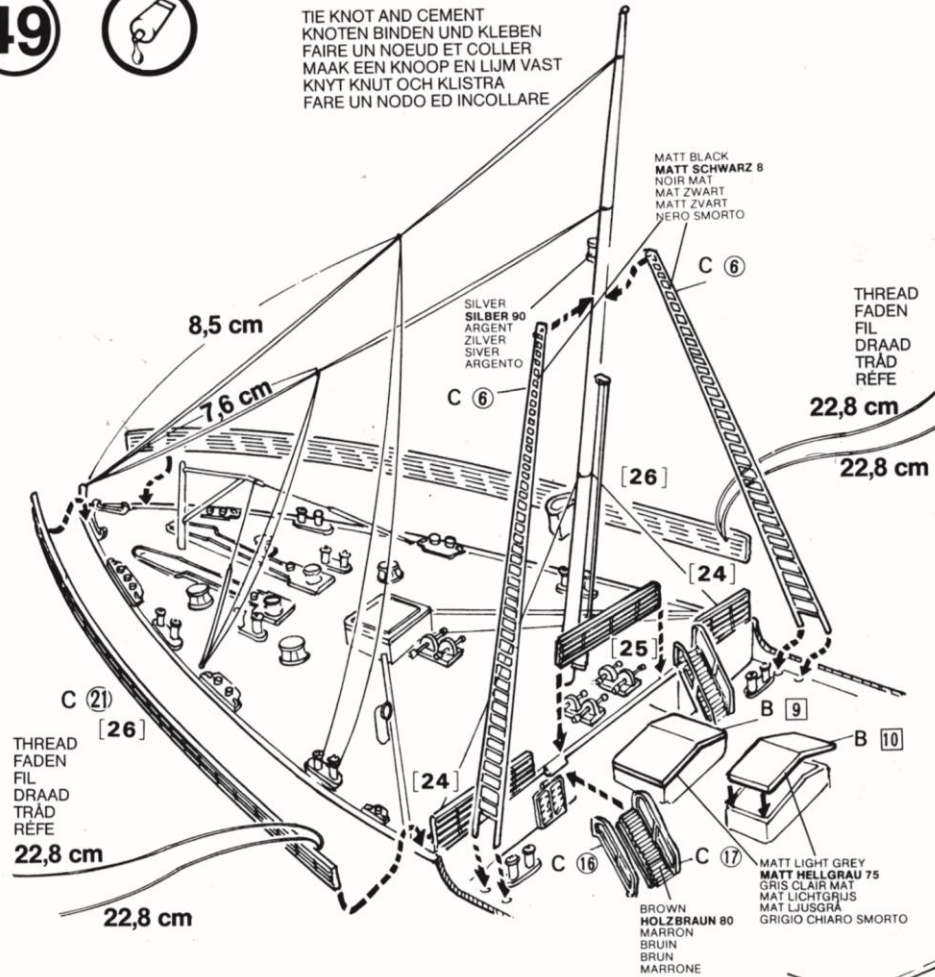 49
TIE KNOT AND CEMENT
KNOTEN BINDEN UND KLEBEN
FAIRE UN NOEUD ET COLLER
MAAK EEN KNOOP EN LIJM VAST
KNYT KNUT OCH KLISTRA
FARE UN NODO ED INCOLLARE
MATT BLACK
MATT SCHWARZ 8
NOIR MAT
MAT ZWART
MATT ZVART
NERO SMORTO
C 6
8,5 cm
SILVER
SILBER 90
ARGENT
ZILVER
SIVER
ARGENTO
THREAD
FADEN
FIL
DRAAD
TRÅD
RÉFE
22,8 cm
22,8 cm
C 6
7,6 cm
[26]
[24]
[25]
C 21
[26]
B 9
B 10
THREAD
FADEN
FIL
DRAAD
TRÅD
RÉFE
22,8 cm
22,8 cm
[24]
C 16
C 17
MATT LIGHT GREY
MATT HELLGRAU 75
GRIS CLAIR MAT
MAT LICHTGRIJS
MAT LJUSGRÅ
GRIGIO CHIARO SMORTO
BROWN
HOLZBRAUN 80
MARRON
BRUIN
BRUN
MARRONE